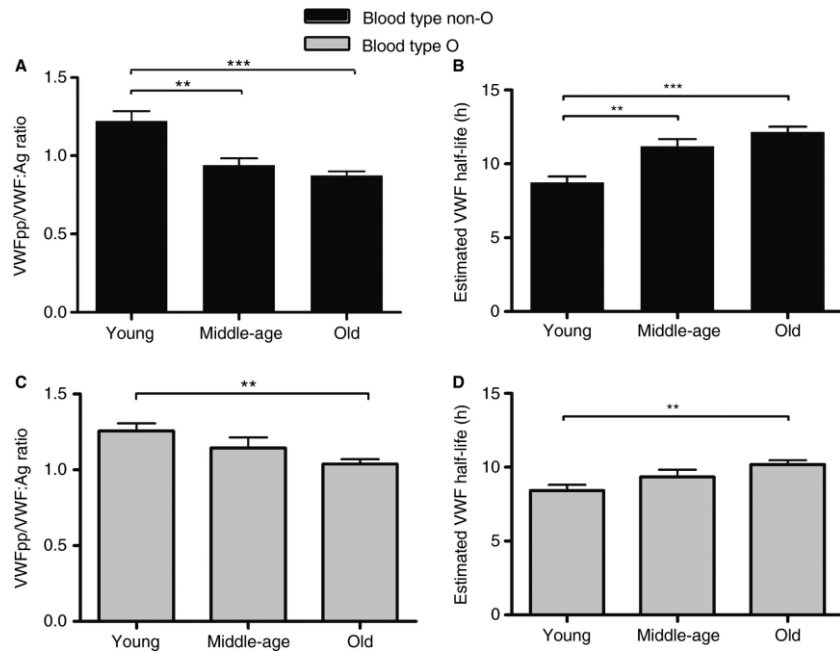 Blood type non-O
Blood type O
A
***
**
1.5
1.0
0.5
0.0
VWFpp/VWF:Ag ratio
Young
Middle-age
Old
B
***
**
15
10
5
0
Estimated VWF half-life (h)
Young
Middle-age
Old
C
**
1.5
1.0
1.5
0.0
VWFpp/VWF:Ag ratio
Young
Middle-age
Old
D
**
15
10
5
0
Estimated VWF half-life (h)
Young
Middle-age
Old